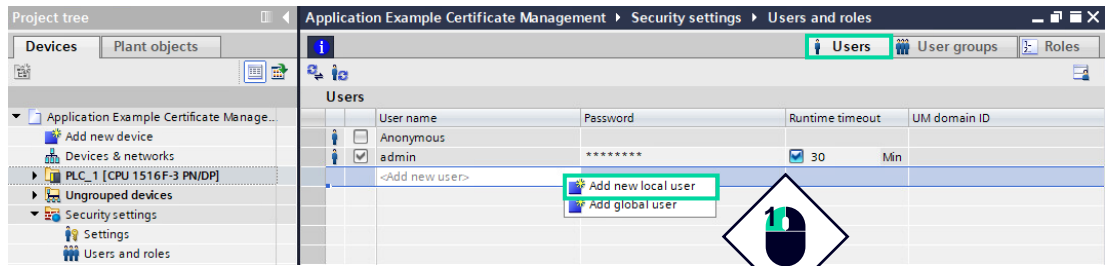 Project tree
Application Example Certificate Management ▸ Security settings ▸ Users and roles
Devices
Plant objects
Users
User groups
Roles
Users
User name
Password
Runtime timeout
UM domain ID
Application Example Certificate Manage...
Add new device
Devices & networks
PLC_1 [CPU 1516F-3 PN/DP]
Ungrouped devices
Security settings
Settings
Users and roles
Anonymous
admin
********
30
Min
<Add new user>
Add new local user
Add global user
1